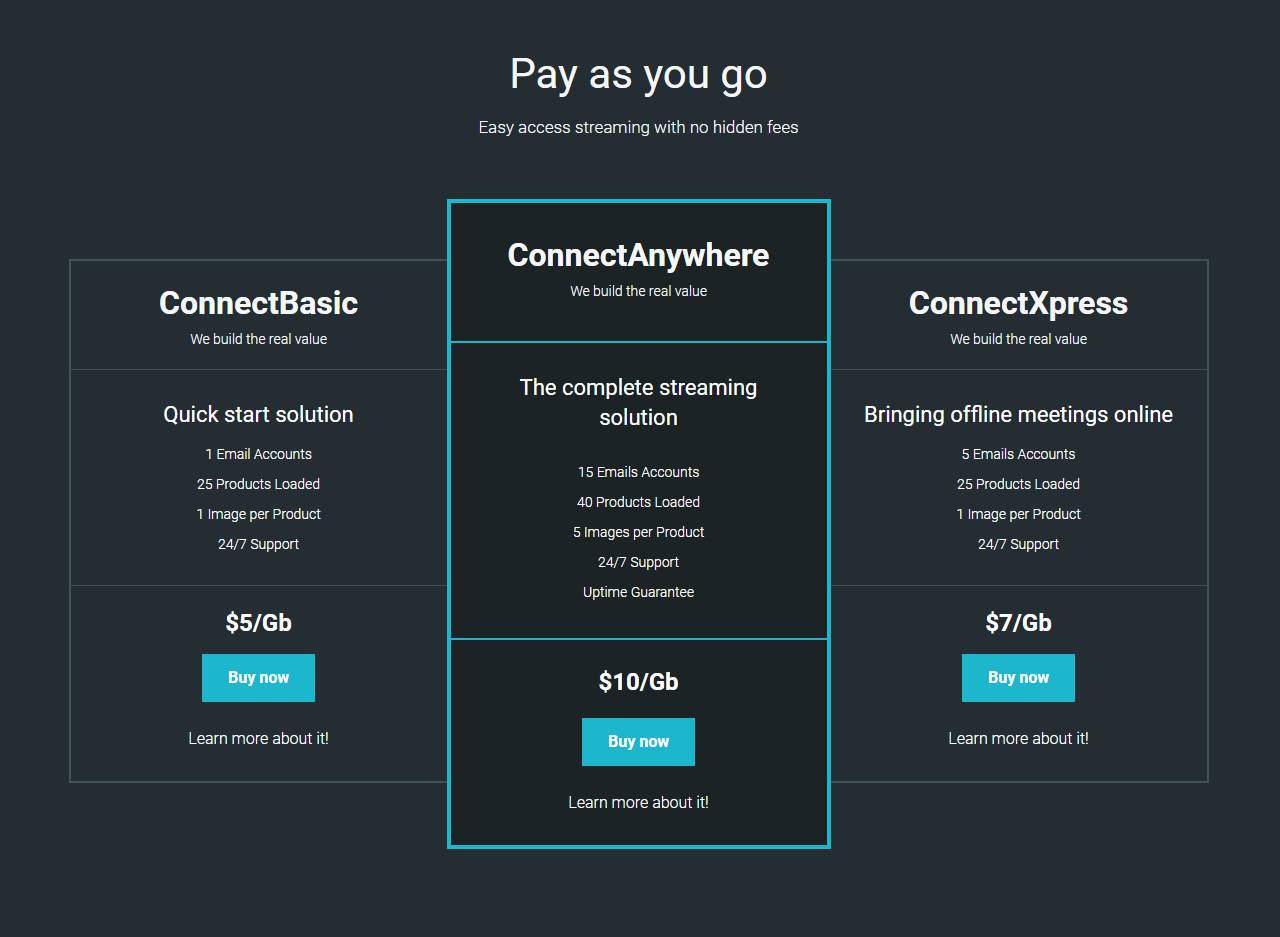 Pay as you go
Easy access streaming with no hidden fees
ConnectBasic
We build the real value
Quick start solution
1 Email Accounts
25 Products Loaded
1 Image per Product
24/7 Support
$5/Gb
Buy now
Learn more about it!
ConnectAnywhere
We build the real value
The complete streaming
solution
15 Emails Accounts
40 Products Loaded
5 Images per Product
24/7 Support
Uptime Guarantee
$10/Gb
Buy now
Learn more about it!
ConnectXpress
We build the real value
Bringing offline meetings online
5 Emails Accounts
25 Products Loaded
1 Image per Product
24/7 Support
$7/Gb
Buy now
Learn more about it!